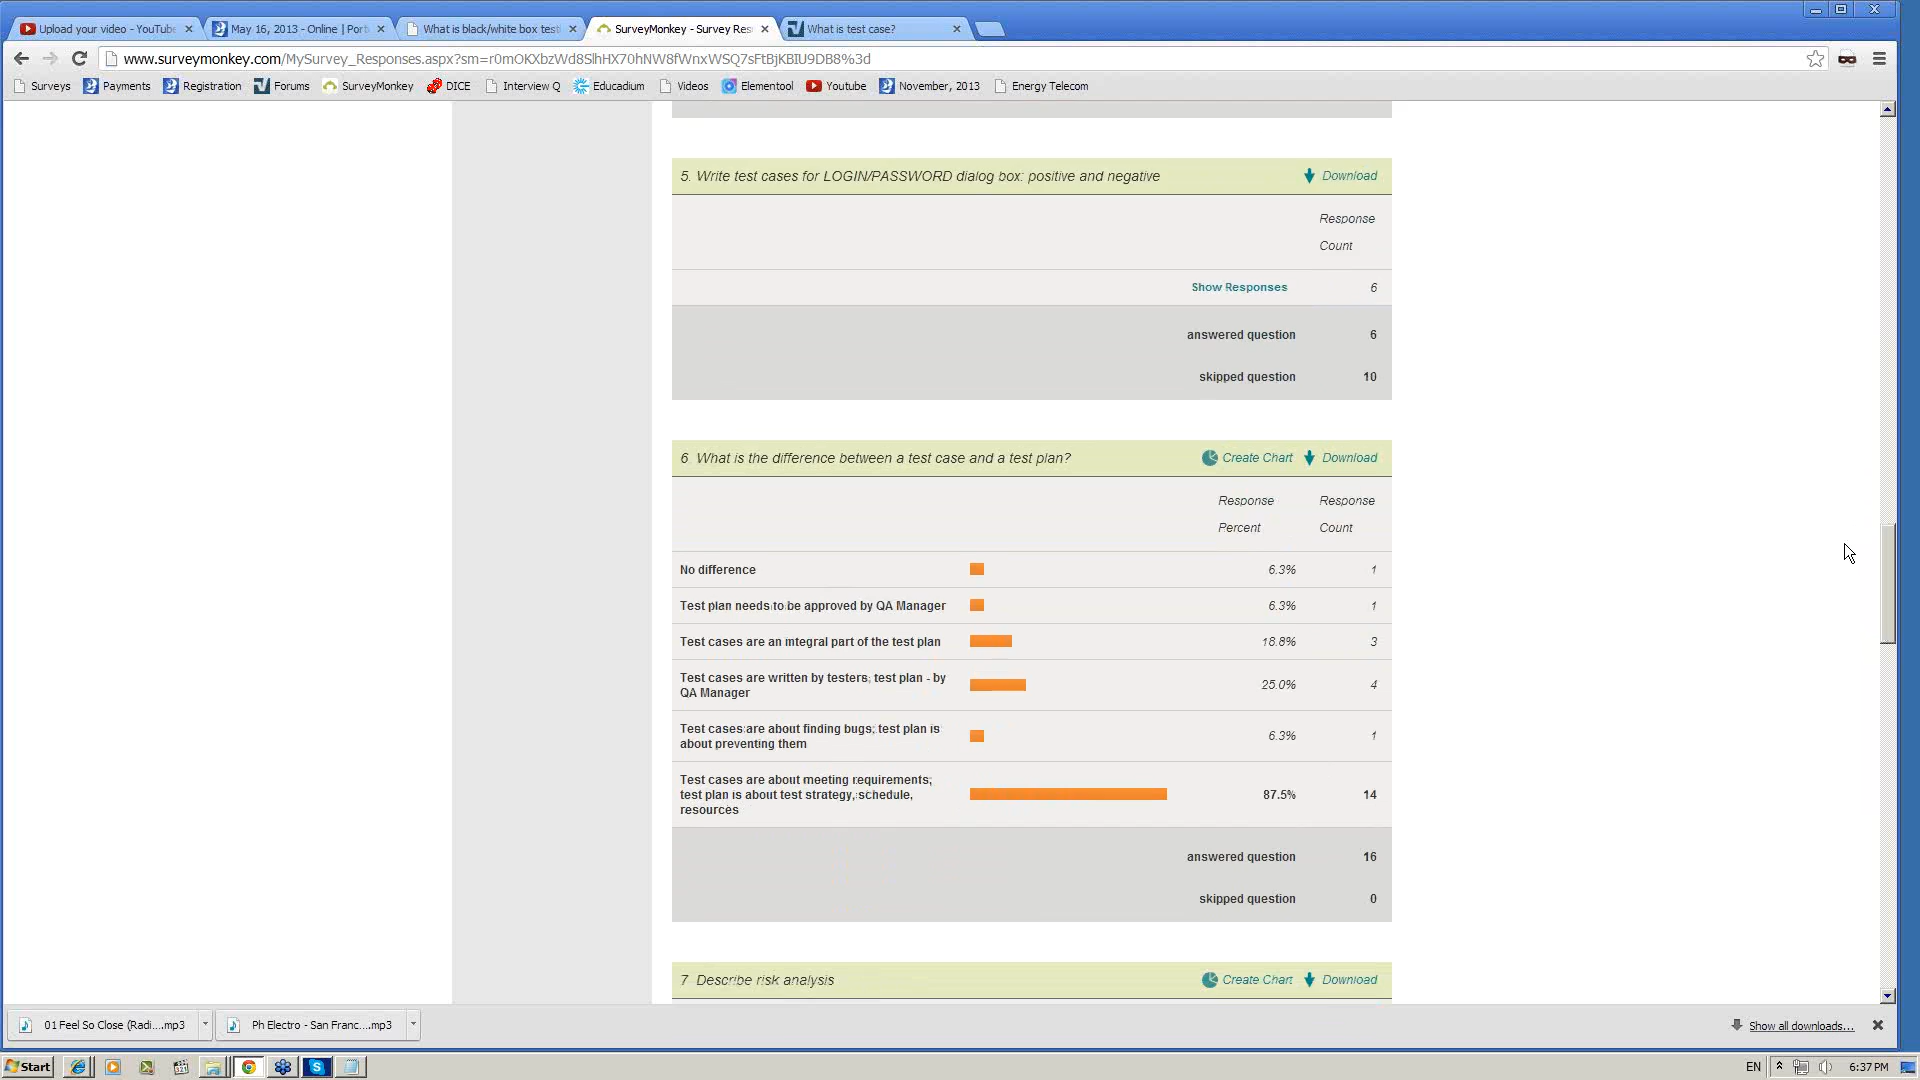 Upload your video - YouTube
May 16, 2013 - Online | Port
What is black/white box test
SurveyMonkey - Survey Res
What is test case?
www.surveymonkey.com/MySurvey_Responses.aspx?sm=r0mOKXbzWd8SlhHX70hNW8fWnxWSQ7sFtBjKBIU9DB8%3d
Surveys Payments Registration Forums SurveyMonkey DICE Interview Q Educadium Videos Elementool Youtube November, 2013 Energy Telecom
5. Write test cases for LOGIN/PASSWORD dialog box: positive and negative Download
Response
Count
Show Responses 6
answered question 6
skipped question 10
6. What is the difference between a test case and a test plan? Create Chart Download
Response Response
Percent Count
No difference 6.3% 1
Test plan needs to be approved by QA Manager 6.3% 1
Test cases are an integral part of the test plan 18.8% 3
Test cases are written by testers; test plan - by
QA Manager 25.0% 4
Test cases are about finding bugs; test plan is
about preventing them 6.3% 1
Test cases are about meeting requirements;
test plan is about test strategy, schedule, 87.5% 14
resources
answered question 16
skipped question 0
7 Describe risk analysis Create Chart Download
01 Feel So Close (Radi....mp3 Ph Electro - San Franc....mp3 Show all downloads...
Start EN 6:37 PM